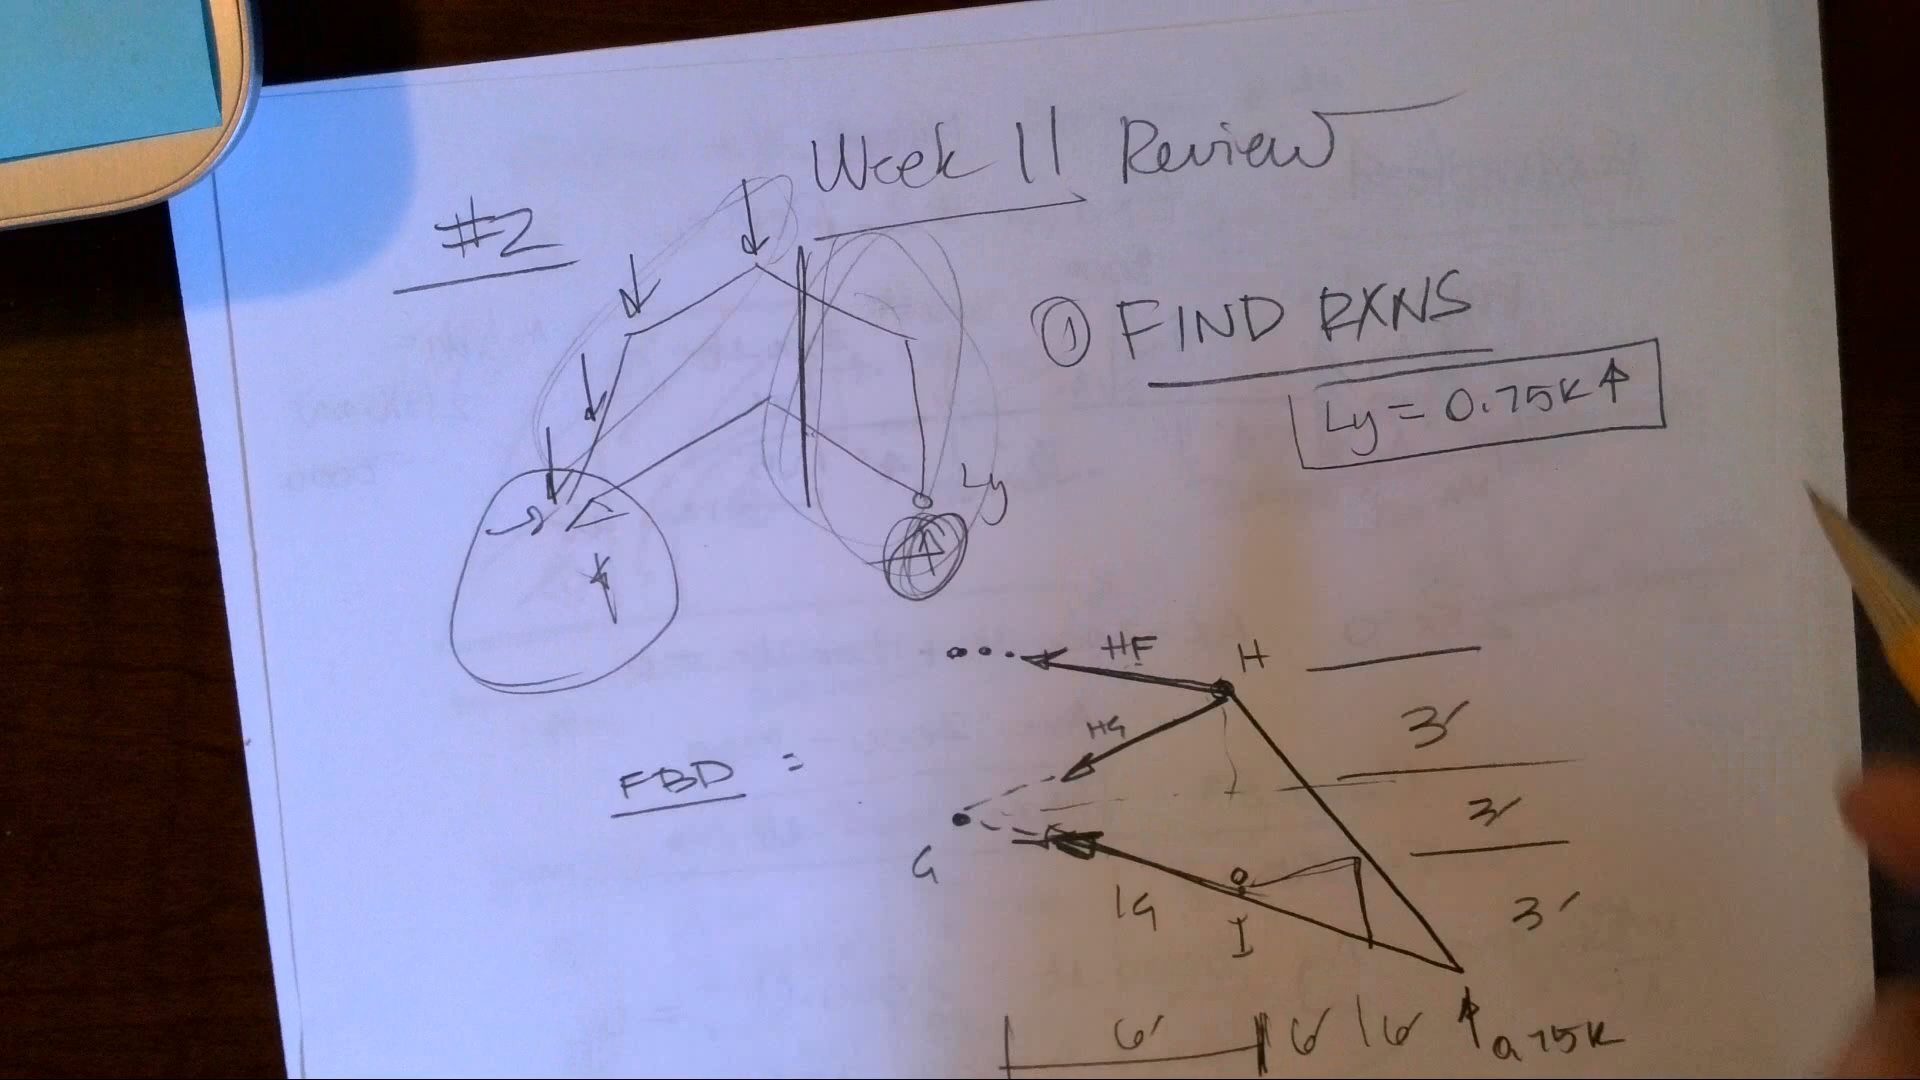 Week 11 Review
#2
① FIND RXNS
Ly = 0.75k ↑
Ly
HF
H
HG
3'
FBD =
3'
G
IG
I
3'
6' 6' 6'
0.75k